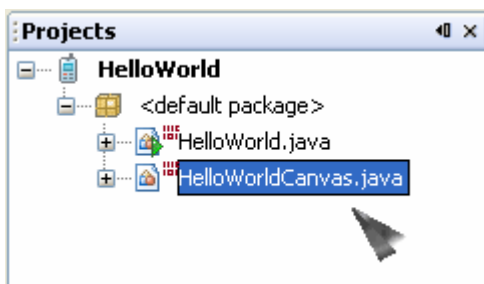 Projects
HelloWorld
<default package>
HelloWorld.java
HelloWorldCanvas.java